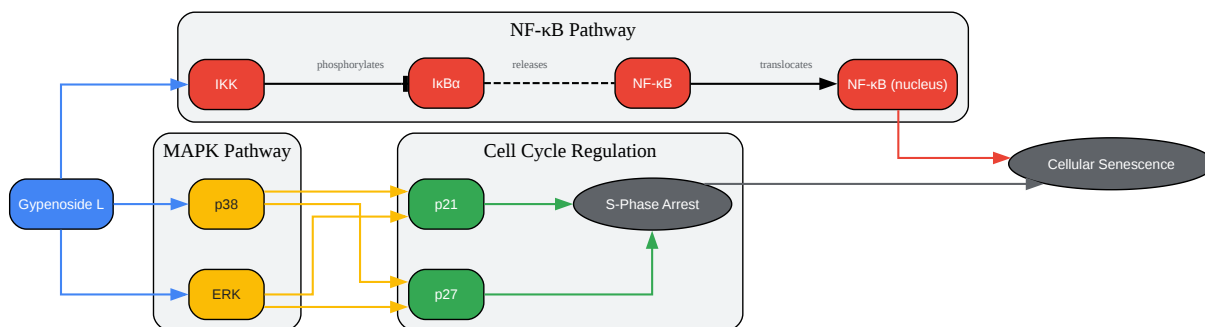 NF-κB Pathway
IKK
phosphorylates
IκBα
releases
NF-κB
translocates
NF-κB (nucleus)
MAPK Pathway
Cell Cycle Regulation
Cellular Senescence
Gypenoside L
p38
p21
S-Phase Arrest
ERK
p27